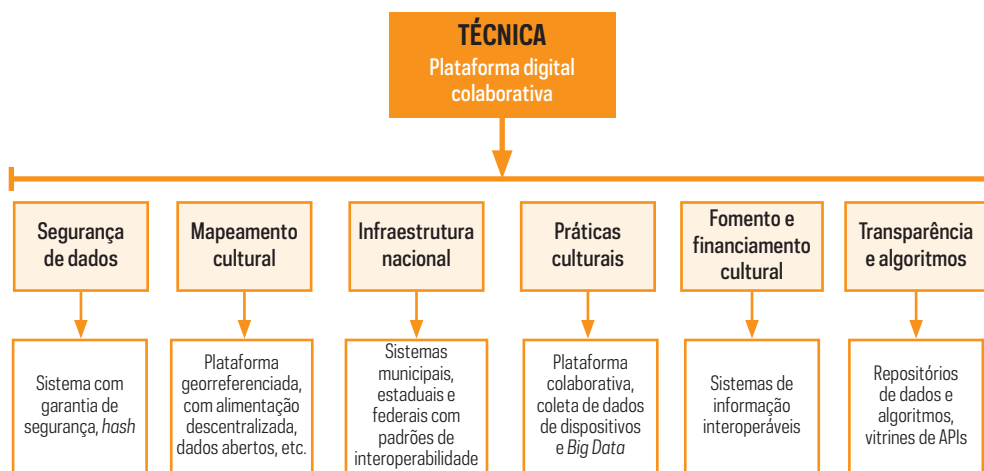 TÉCNICA
Plataforma digital
colaborativa
Segurança
de dados
Mapeamento
cultural
Infraestrutura
nacional
Práticas
culturais
Fomento e
financiamento
cultural
Transparência
e algoritmos
Sistema com
garantia de
segurança, hash
Plataforma
georreferenciada,
com alimentação
descentralizada,
dados abertos, etc.
Sistemas
municipais,
estaduais e
federais com
padrões de
interoperabilidade
Plataforma
colaborativa,
coleta de dados
de dispositivos
e Big Data
Sistemas de
informação
interoperáveis
Repositórios
de dados e
algoritmos,
vitrines de APIs